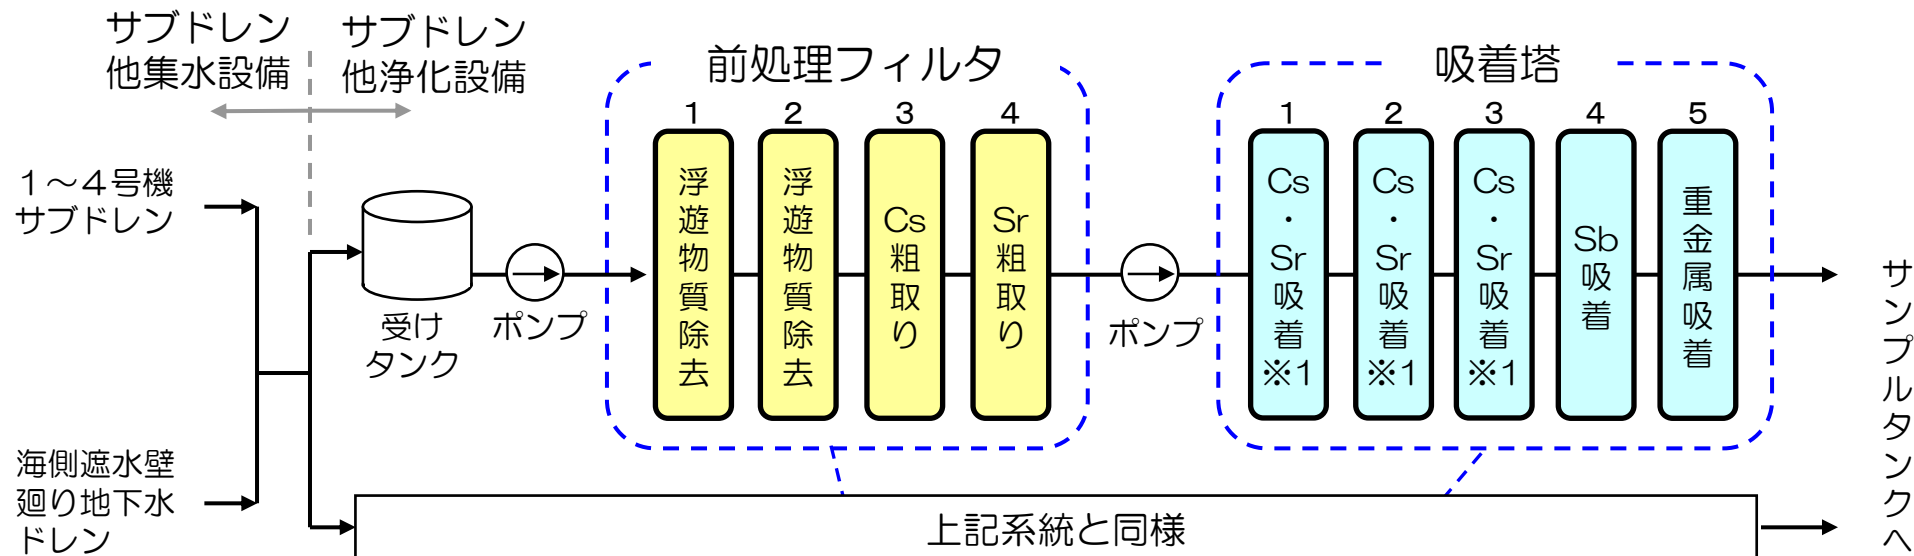 サブドレン
他集水設備
サブドレン
他浄化設備
前処理フィルタ
吸着塔
1
2
3
4
1
2
3
4
5
1～4号機
サブドレン
海側遮水壁
廻り地下水
ドレン
受け
タンク
ポンプ
浮遊物質除去
浮遊物質除去
Cs粗取り
Sr粗取り
ポンプ
Cs・Sr吸着※1
Cs・Sr吸着※1
Cs・Sr吸着※1
Sb吸着
重金属吸着
サンプルタンクへ
上記系統と同様